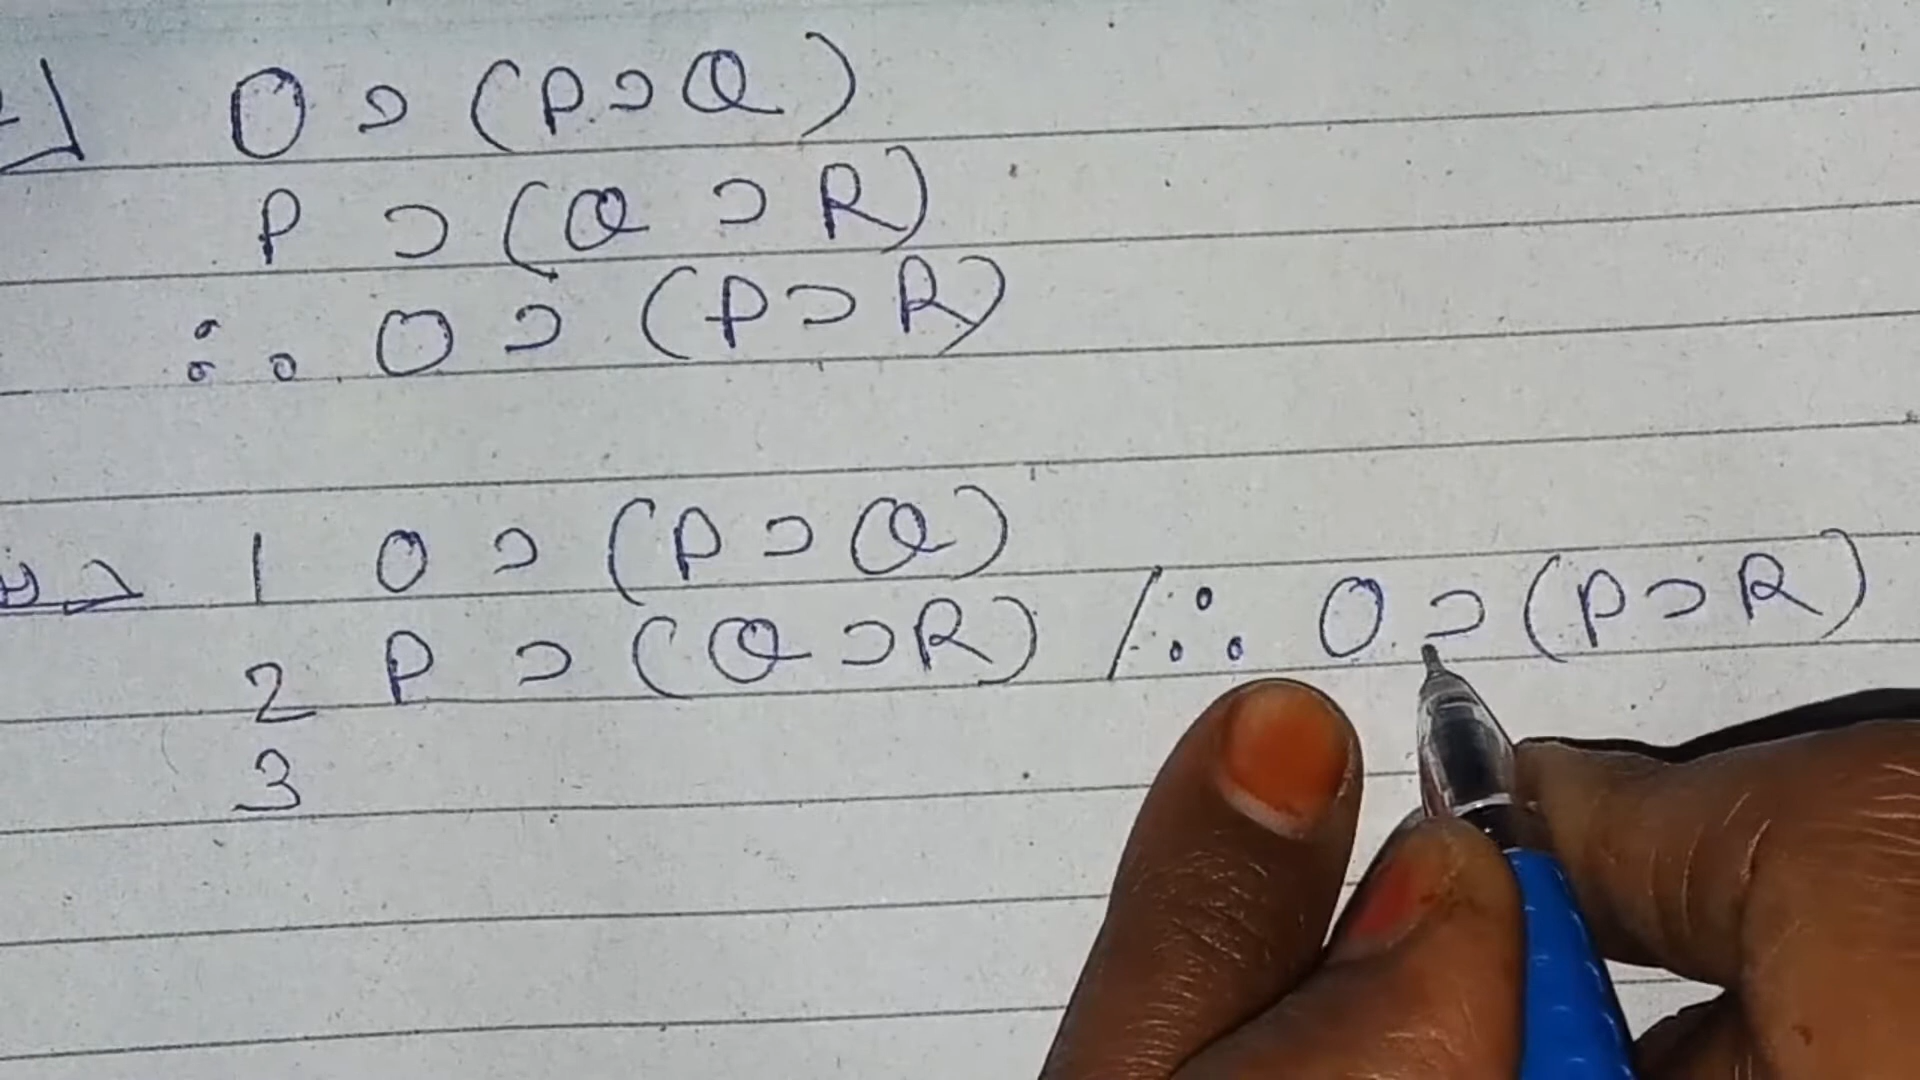 O ⊃ (P ⊃ Q)
P ⊃ (Q ⊃ R)
∴ O ⊃ (P ⊃ R)
1 O ⊃ (P ⊃ Q)
2 P ⊃ (Q ⊃ R) / ∴ O ⊃ (P ⊃ R)
3